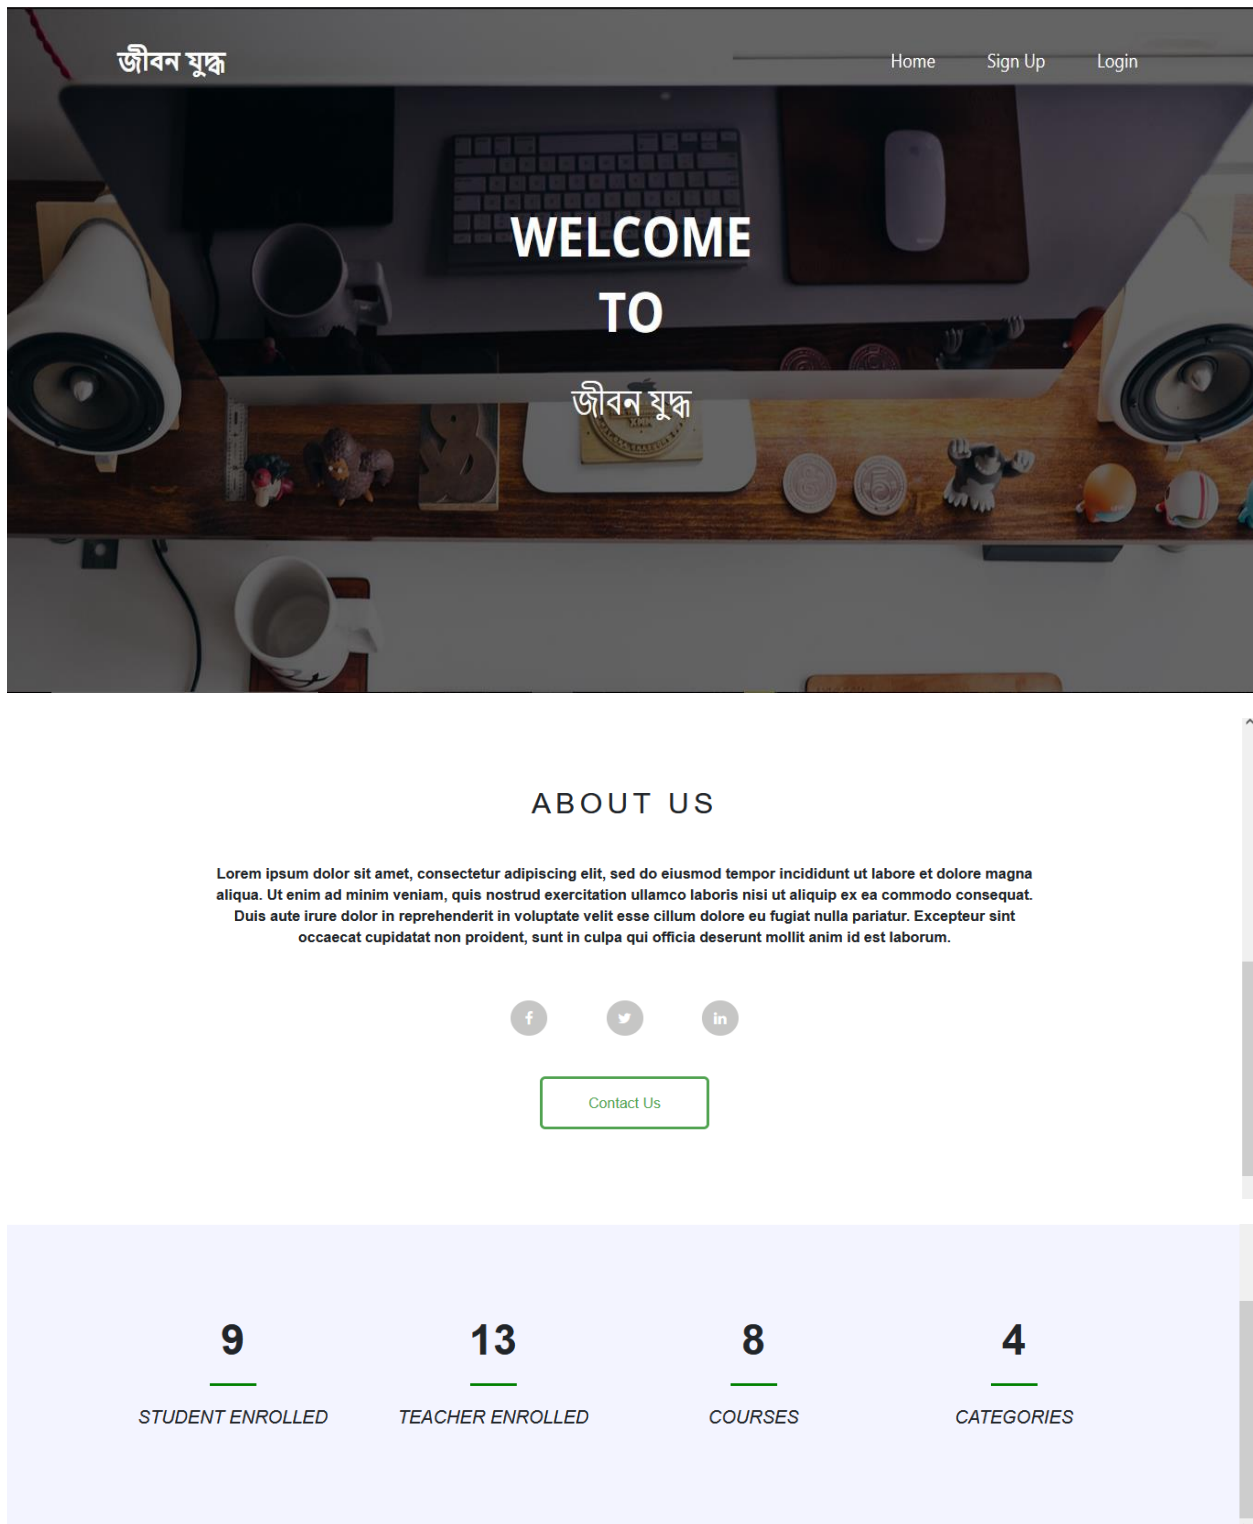 জীবন যুদ্ধ
Home Sign Up Login
WELCOME
TO
জীবন যুদ্ধ
ABOUT US
Lorem ipsum dolor sit amet, consectetur adipiscing elit, sed do eiusmod tempor incididunt ut labore et dolore magna
aliqua. Ut enim ad minim veniam, quis nostrud exercitation ullamco laboris nisi ut aliquip ex ea commodo consequat.
Duis aute irure dolor in reprehenderit in voluptate velit esse cillum dolore eu fugiat nulla pariatur. Excepteur sint
occaecat cupidatat non proident, sunt in culpa qui officia deserunt mollit anim id est laborum.
Contact Us
9 13 8 4
STUDENT ENROLLED TEACHER ENROLLED COURSES CATEGORIES